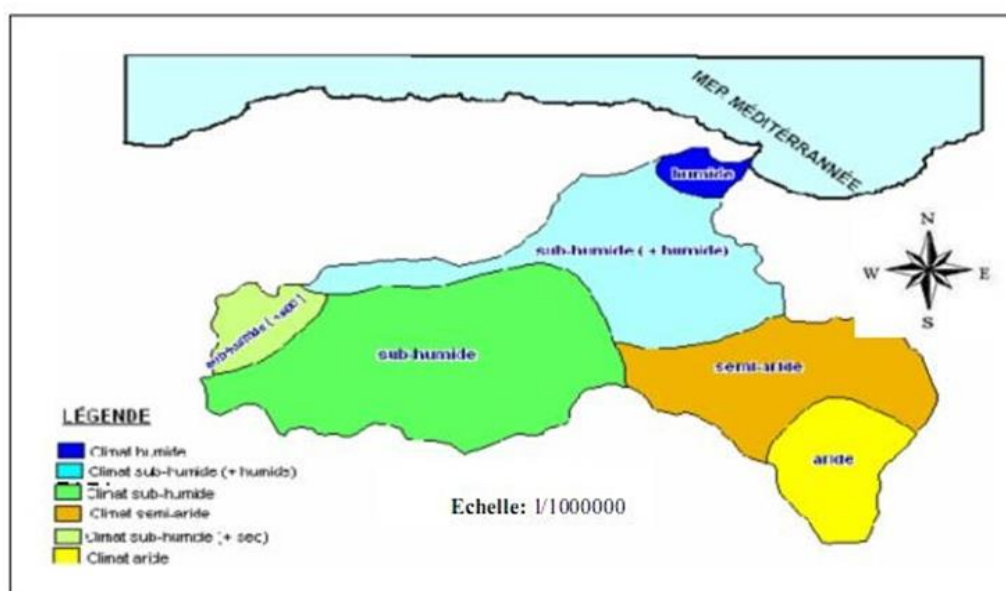 MER MÉDITÉRRANNÉE
humide
sub-humide ( + humide)
N
W
E
S
sub-humide
semi-aride
aride
LÉGENDE
Climat humide
Climat sub-humide (+ humide)
Climat sub-humide
Climat semi-aride
Climat sub-humide (+ sec)
Climat aride
Echelle: 1/1000000